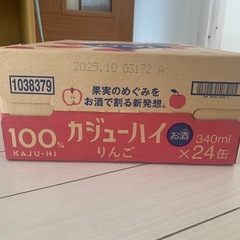 2025.10 03172 A
1038379
果実のめぐみを
お酒で割る新発想。
100%
KAJU-HI
カジューハイ
りんご
お酒
340ml
×24缶